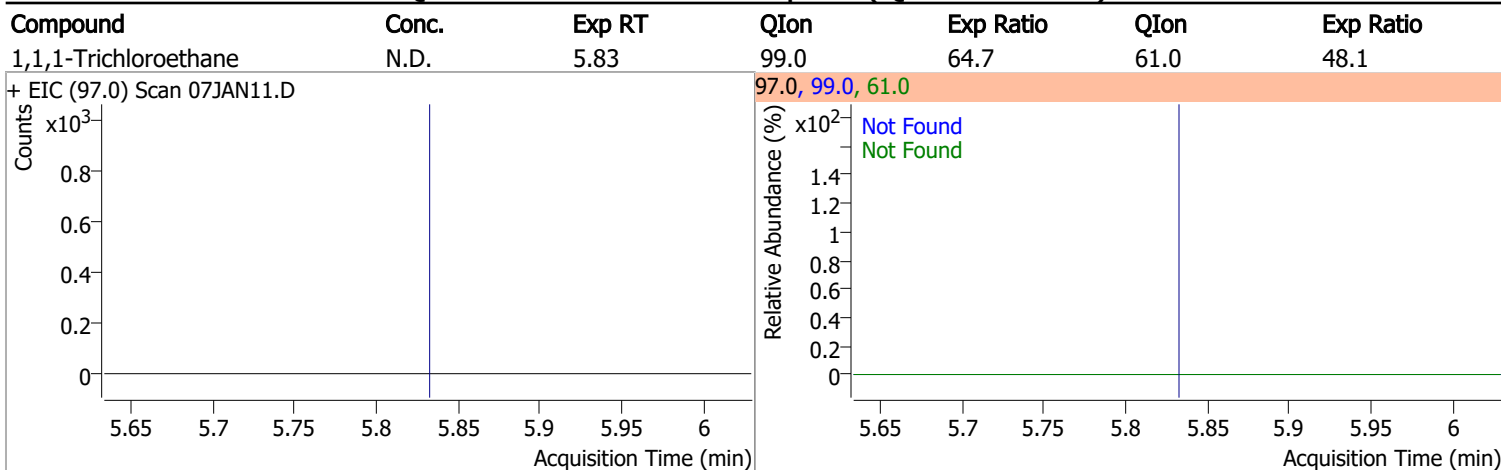 Compound Conc. Exp RT QIon Exp Ratio QIon Exp Ratio
1,1,1-Trichloroethane N.D. 5.83 99.0 64.7 61.0 48.1
+ EIC (97.0) Scan 07JAN11.D
Counts
x10³
0.8
0.6
0.4
0.2
0
5.65 5.7 5.75 5.8 5.85 5.9 5.95 6
Acquisition Time (min)
97.0, 99.0, 61.0
Relative Abundance (%)
x10²
Not Found
Not Found
1.4
1.2
1
0.8
0.6
0.4
0.2
0
5.65 5.7 5.75 5.8 5.85 5.9 5.95 6
Acquisition Time (min)